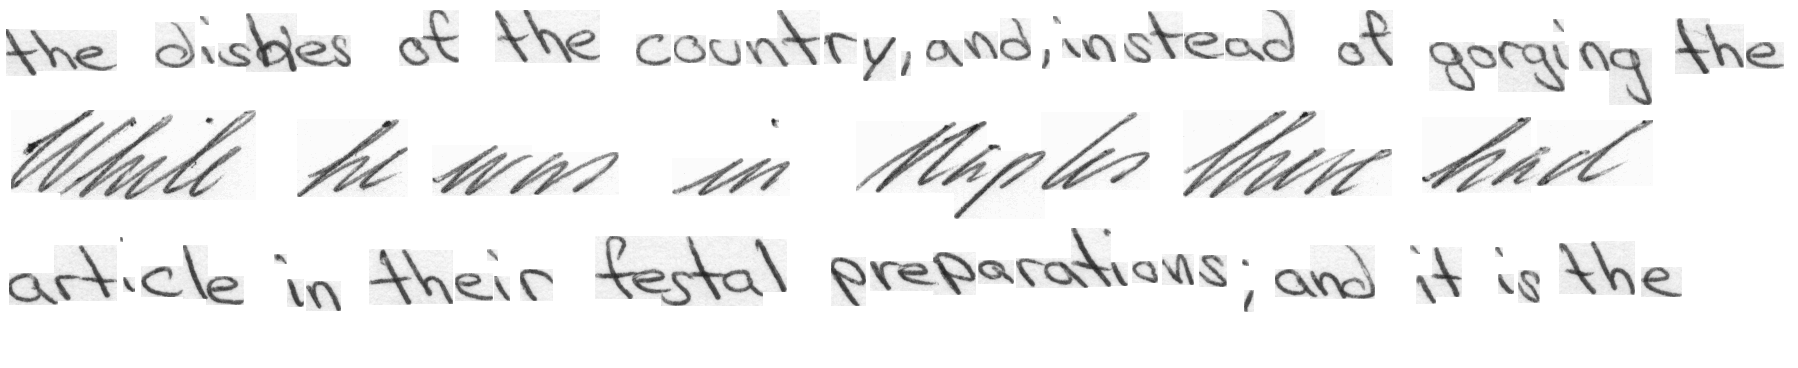 the dishes of the country, and, instead of gorging the
While he was in Naples there had
article in their festal preparations; and it is the